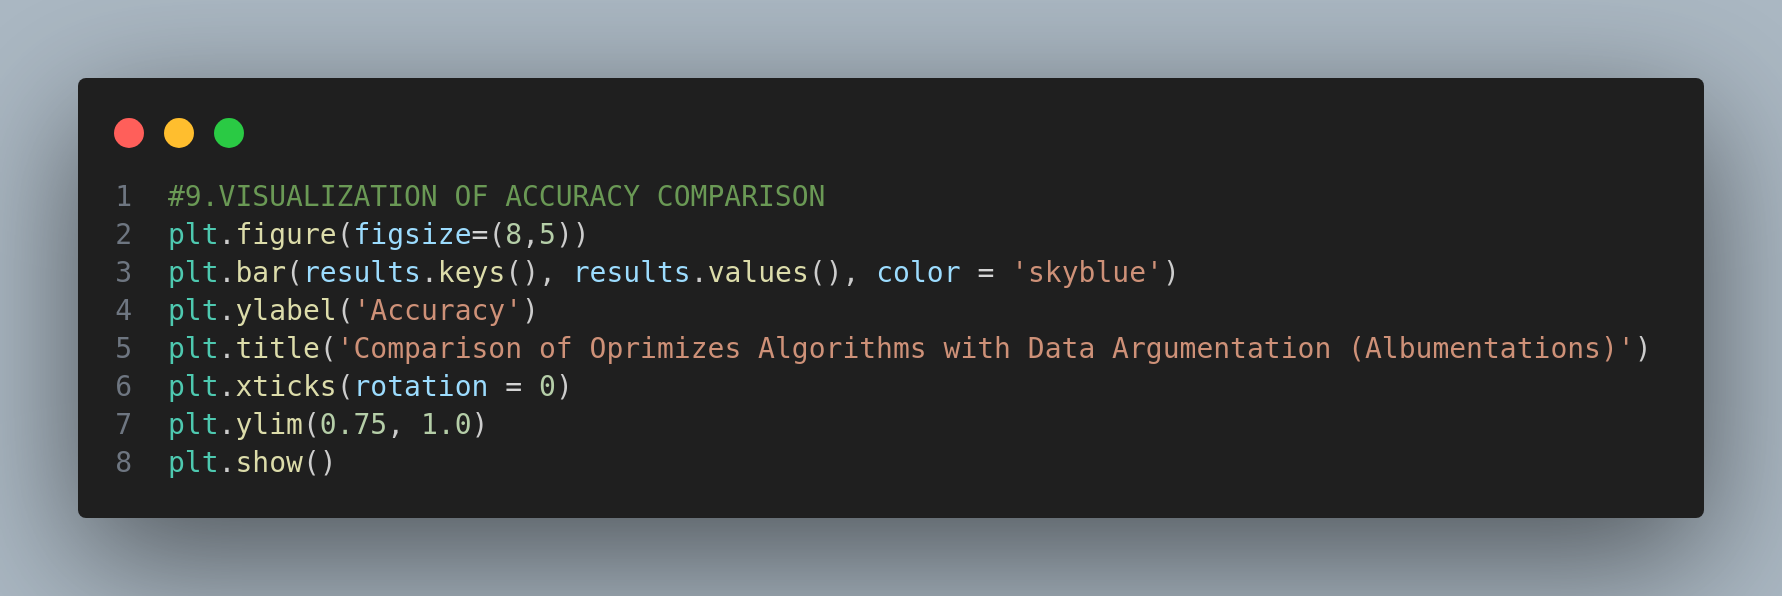 1 #9.VISUALIZATION OF ACCURACY COMPARISON
2 plt.figure(figsize=(8,5))
3 plt.bar(results.keys(), results.values(), color = 'skyblue')
4 plt.ylabel('Accuracy')
5 plt.title('Comparison of Oprimizes Algorithms with Data Argumentation (Albumentations)')
6 plt.xticks(rotation = 0)
7 plt.ylim(0.75, 1.0)
8 plt.show()